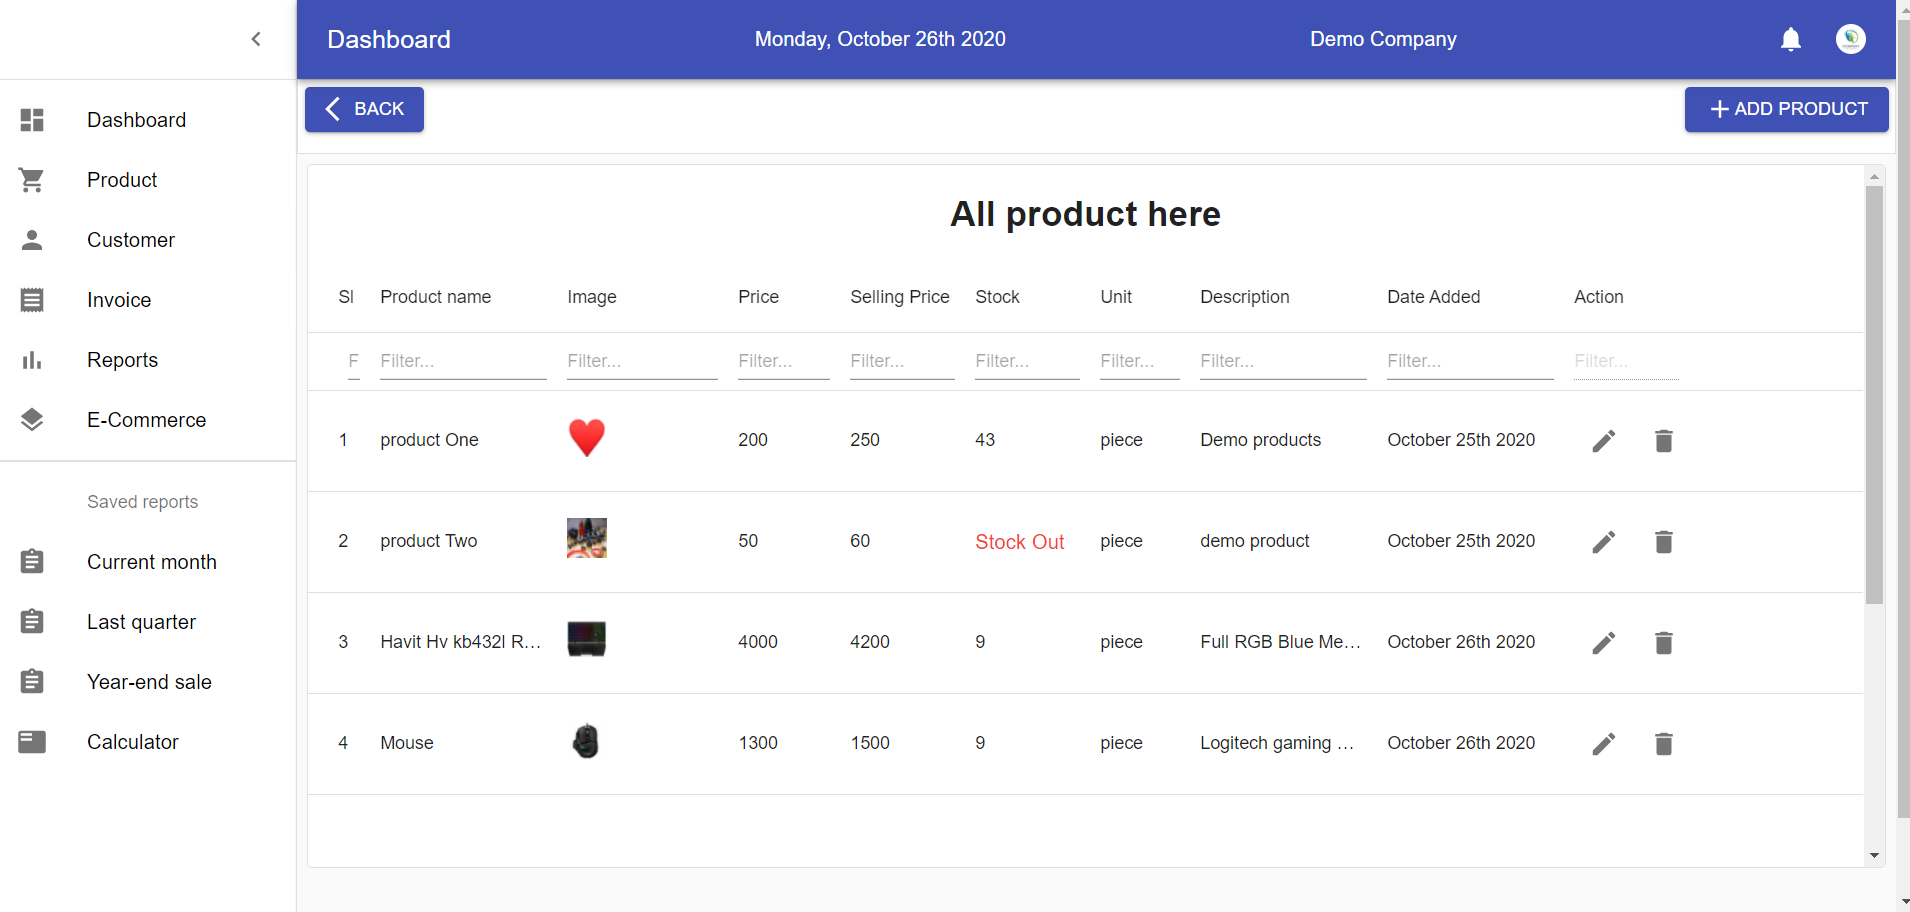 Dashboard Monday, October 26th 2020 Demo Company
BACK + ADD PRODUCT
Dashboard
Product
Customer
Invoice
Reports
E-Commerce
Saved reports
Current month
Last quarter
Year-end sale
Calculator
All product here
Sl Product name Image Price Selling Price Stock Unit Description Date Added Action
F Filter... Filter... Filter... Filter... Filter... Filter... Filter... Filter... Filter...
1 product One 200 250 43 piece Demo products October 25th 2020
2 product Two 50 60 Stock Out piece demo product October 25th 2020
3 Havit Hv kb432l R... 4000 4200 9 piece Full RGB Blue Me... October 26th 2020
4 Mouse 1300 1500 9 piece Logitech gaming ... October 26th 2020